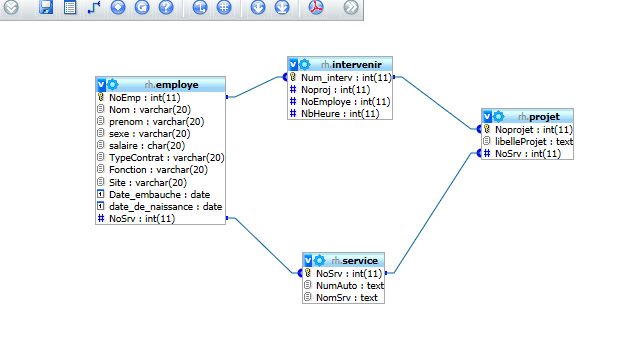 rh.employe
NoEmp : int(11)
Nom : varchar(20)
prenom : varchar(20)
sexe : varchar(20)
salaire : char(20)
TypeContrat : varchar(20)
Fonction : varchar(20)
Site : varchar(20)
Date_embauche : date
date_de_naissance : date
NoSrv : int(11)
rh.intervenir
Num_interv : int(11)
Noproj : int(11)
NoEmploye : int(11)
NbHeure : int(11)
rh.projet
Noprojet : int(11)
libelleProjet : text
NoSrv : int(11)
rh.service
NoSrv : int(11)
NumAuto : text
NomSrv : text